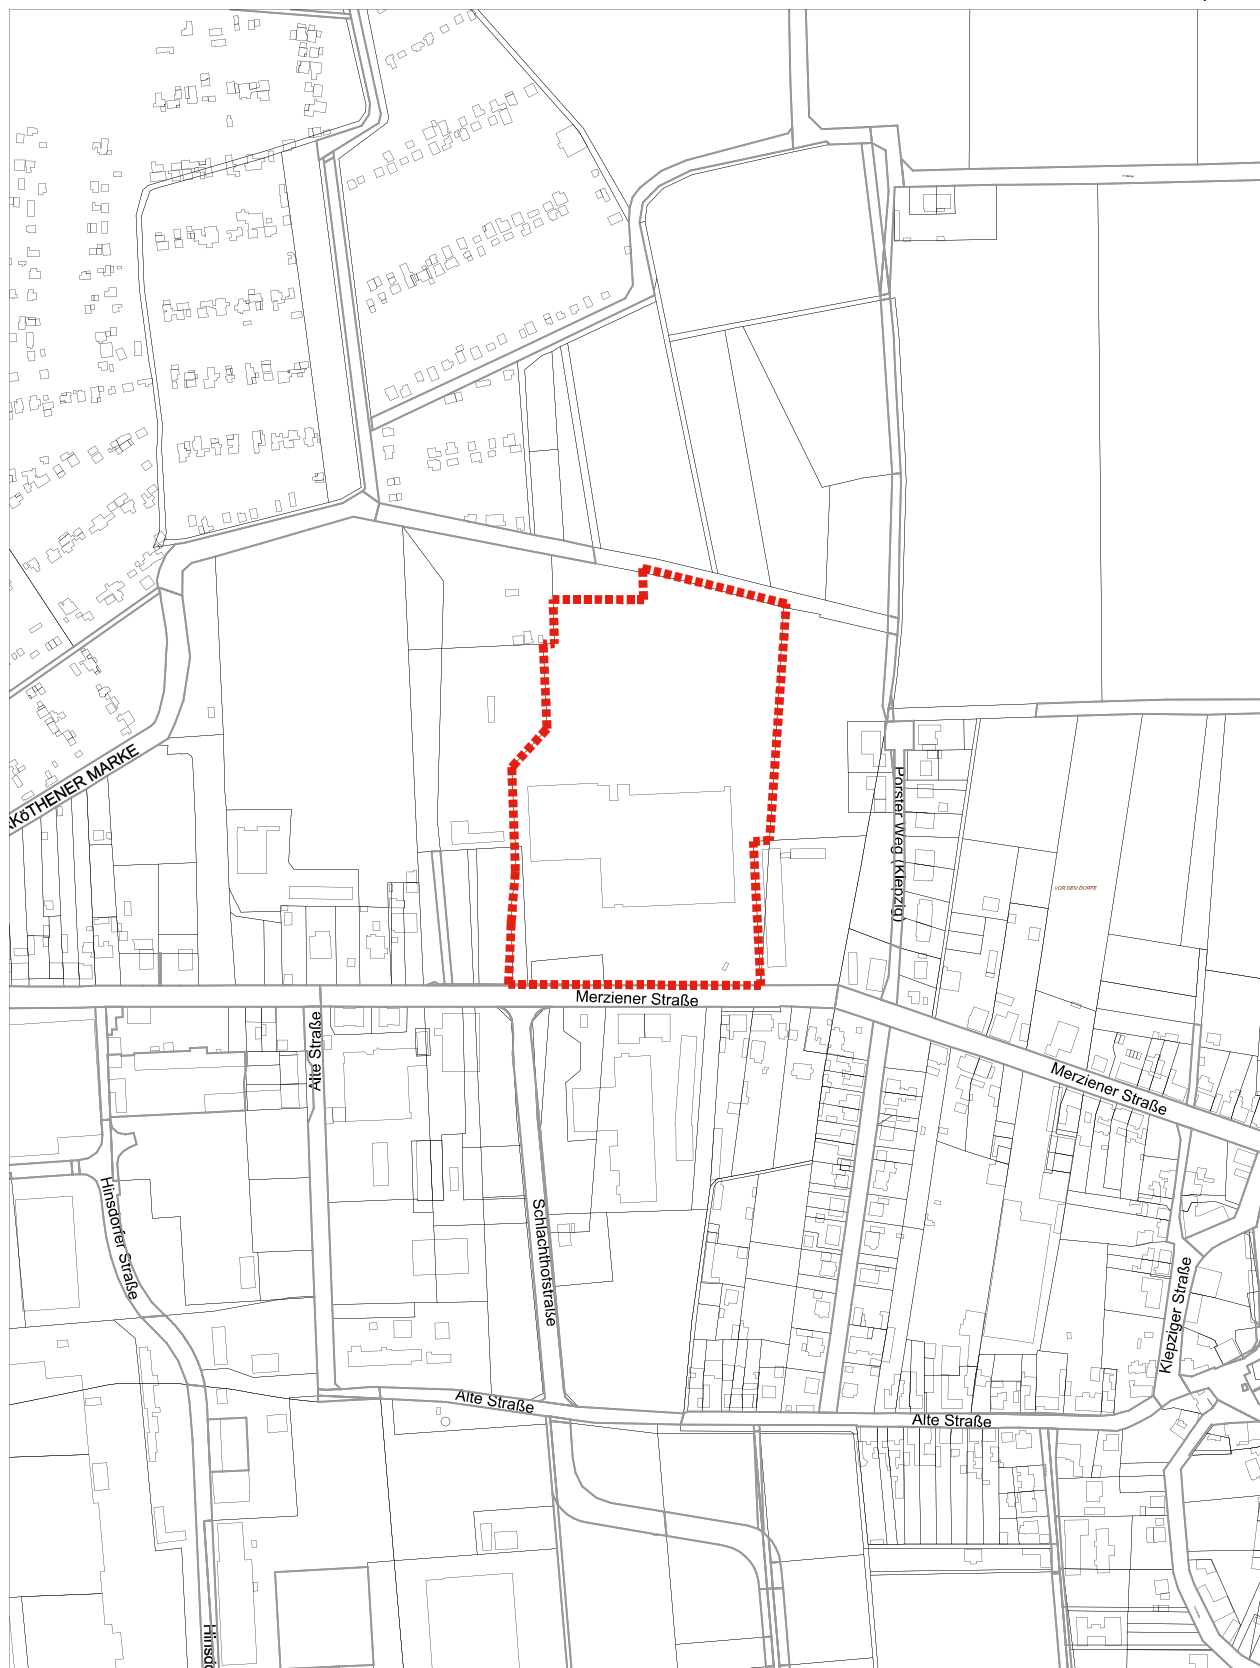 KöTHENER MARKE
Porster Weg (Klepzig)
VOR DEM DORFE
Merziener Straße
Alte Straße
Merziener Straße
Hinsdorfer Straße
Schlachthofstraße
Klepziger Straße
Alte Straße
Alte Straße